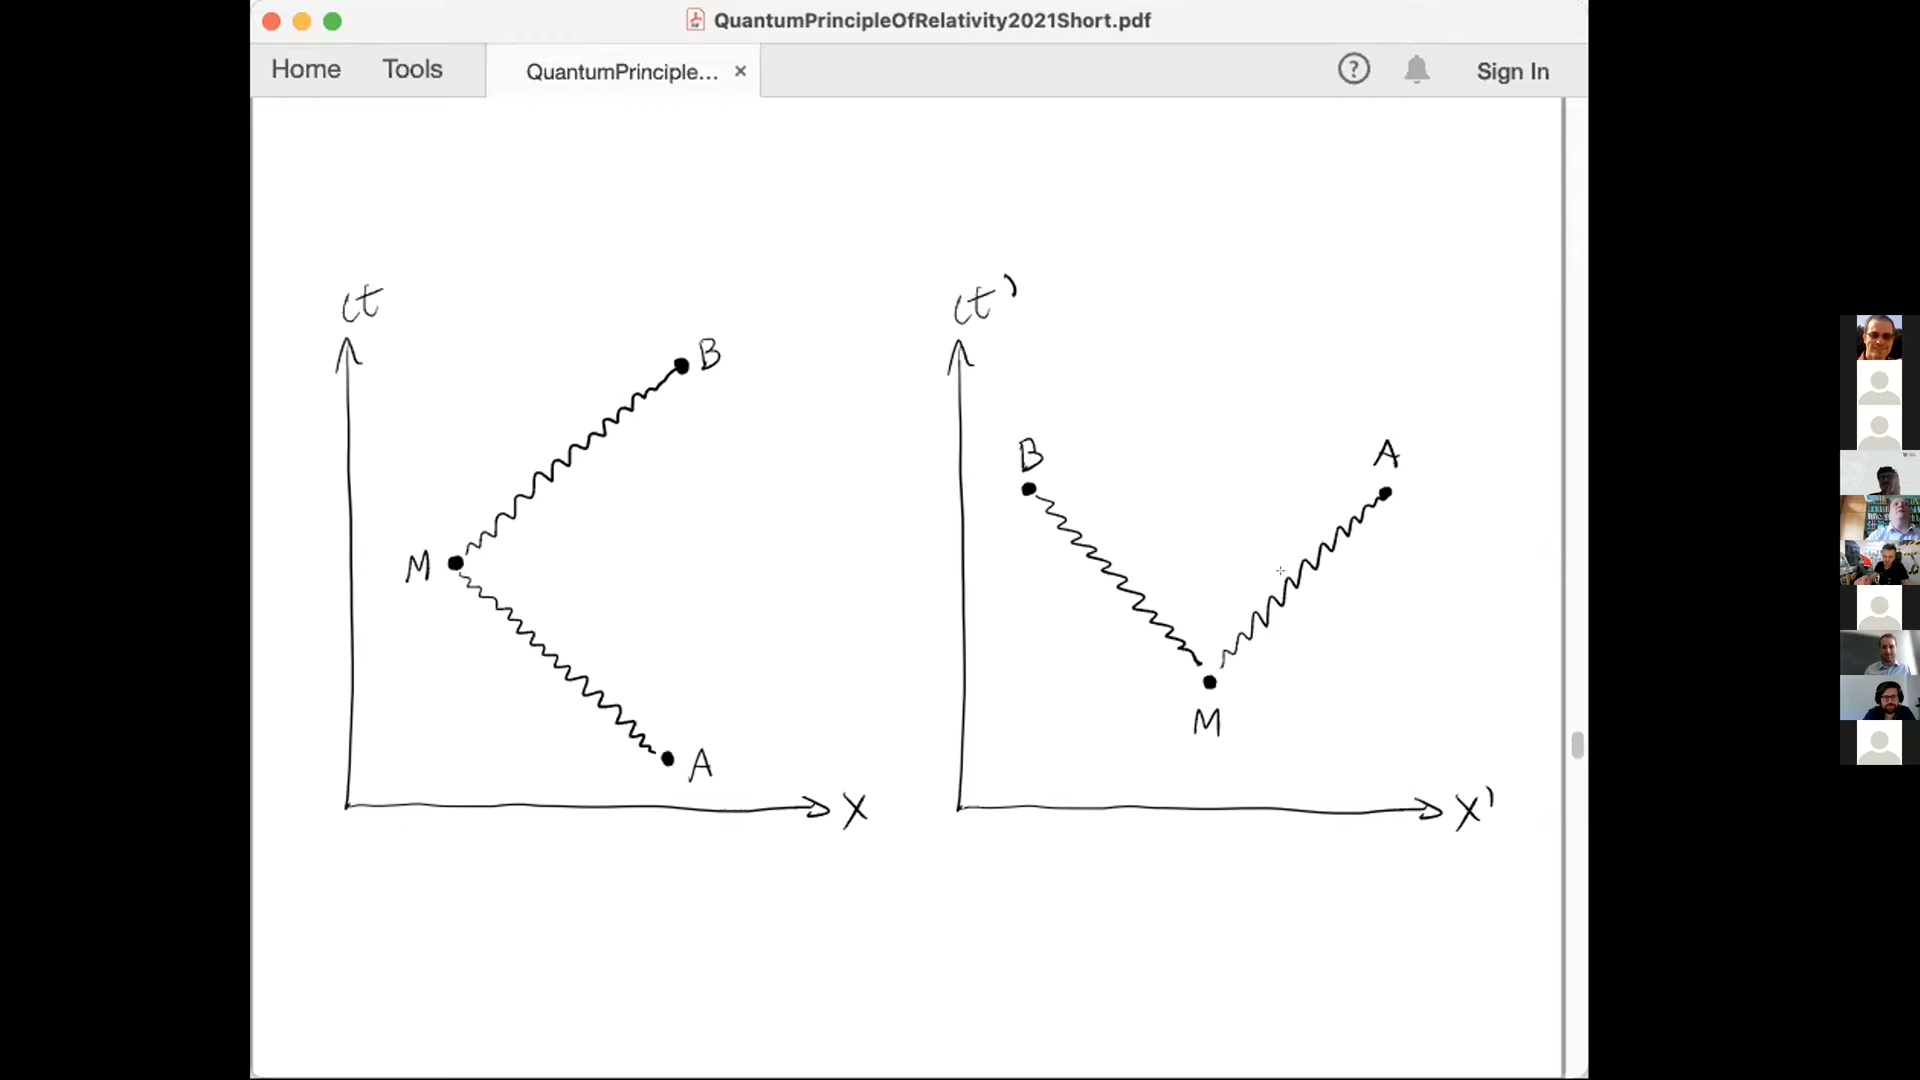 QuantumPrincipleOfRelativity2021Short.pdf
Home Tools QuantumPrinciple... × ? Sign In
ct
B
M
A
X
ct'
B
A
M
X'